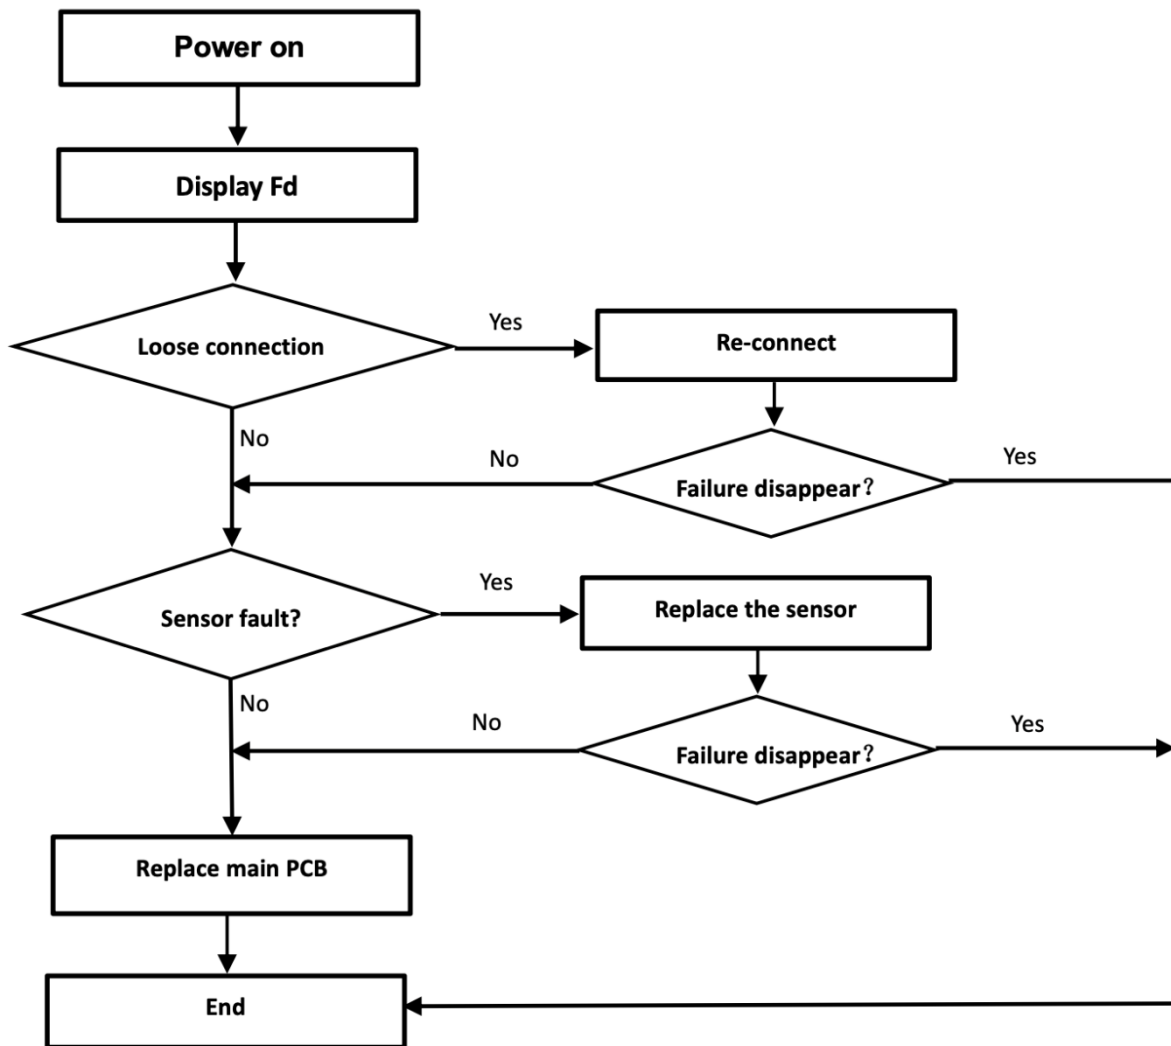 Power on
Display Fd
Loose connection
Yes
Re-connect
No
No
Failure disappear？
Yes
Sensor fault?
Yes
Replace the sensor
No
No
Failure disappear？
Yes
Replace main PCB
End